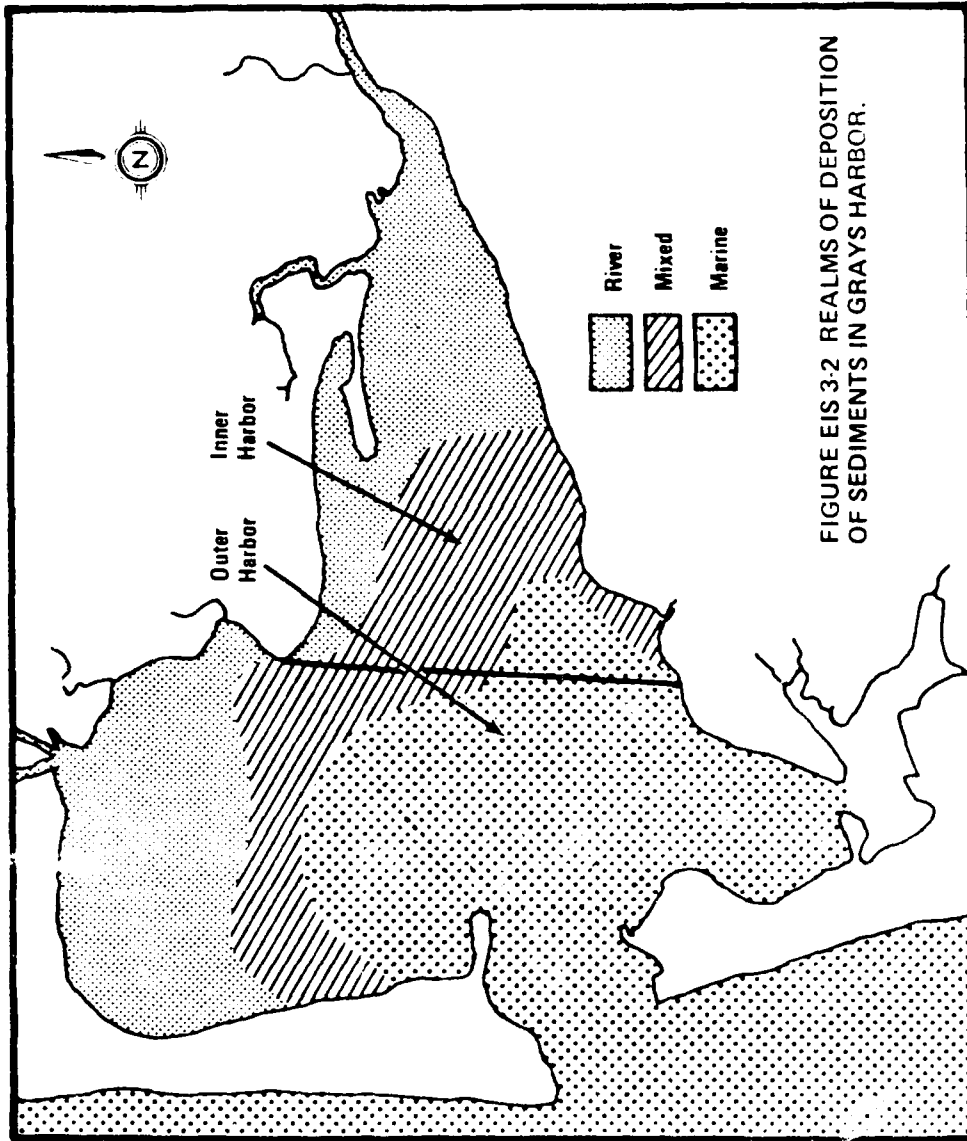 N
Outer
Harbor
Inner
Harbor
River
Mixed
Marine
FIGURE EIS 3-2 REALMS OF DEPOSITION
OF SEDIMENTS IN GRAYS HARBOR.